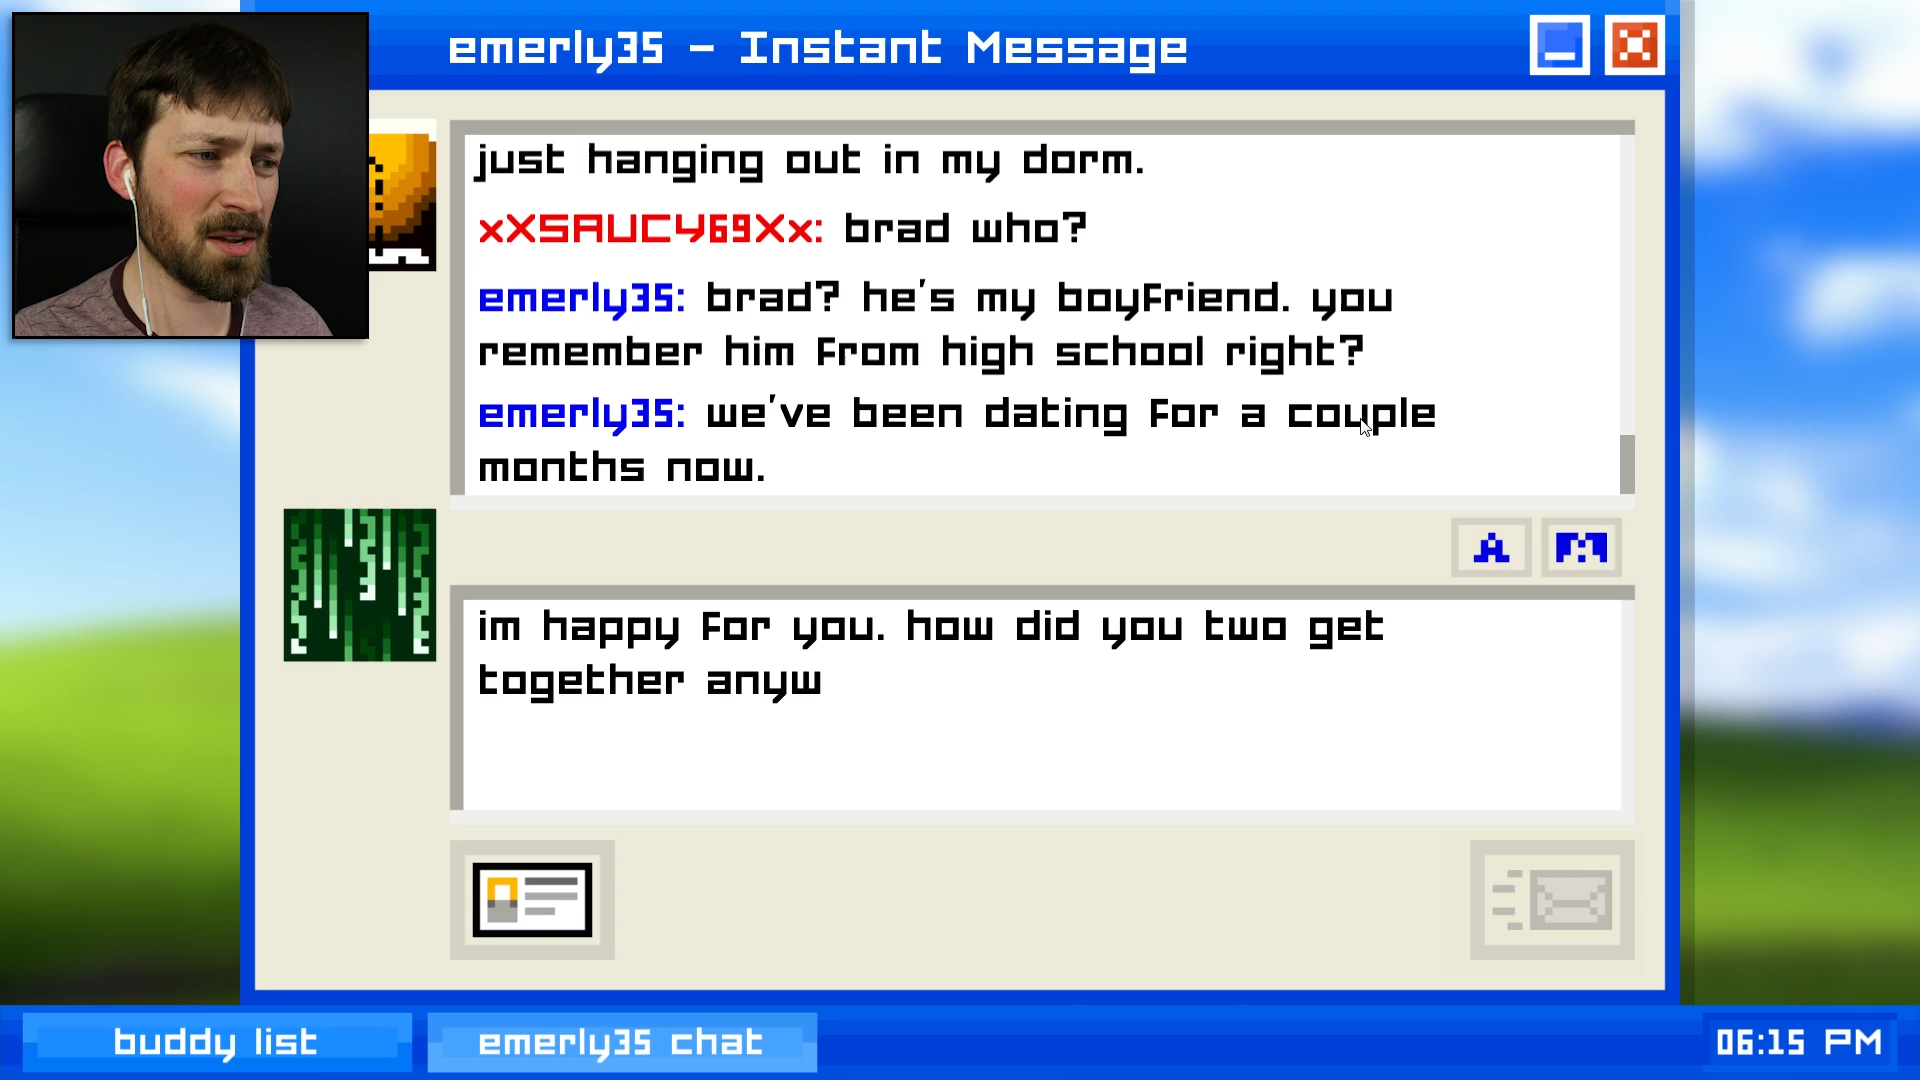 emerly35 - Instant Message
just hanging out in my dorm.
xXSAUCY69Xx: brad who?
emerly35: brad? he's my boyfriend. you
remember him from high school right?
emerly35: we've been dating for a couple
months now.
A
im happy for you. how did you two get
together anyw
buddy list
emerly35 chat
06:15 PM